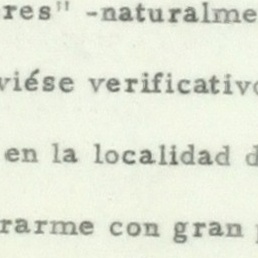 res" -naturalme
viése verificativo
en la localidad d
rarme con gran p